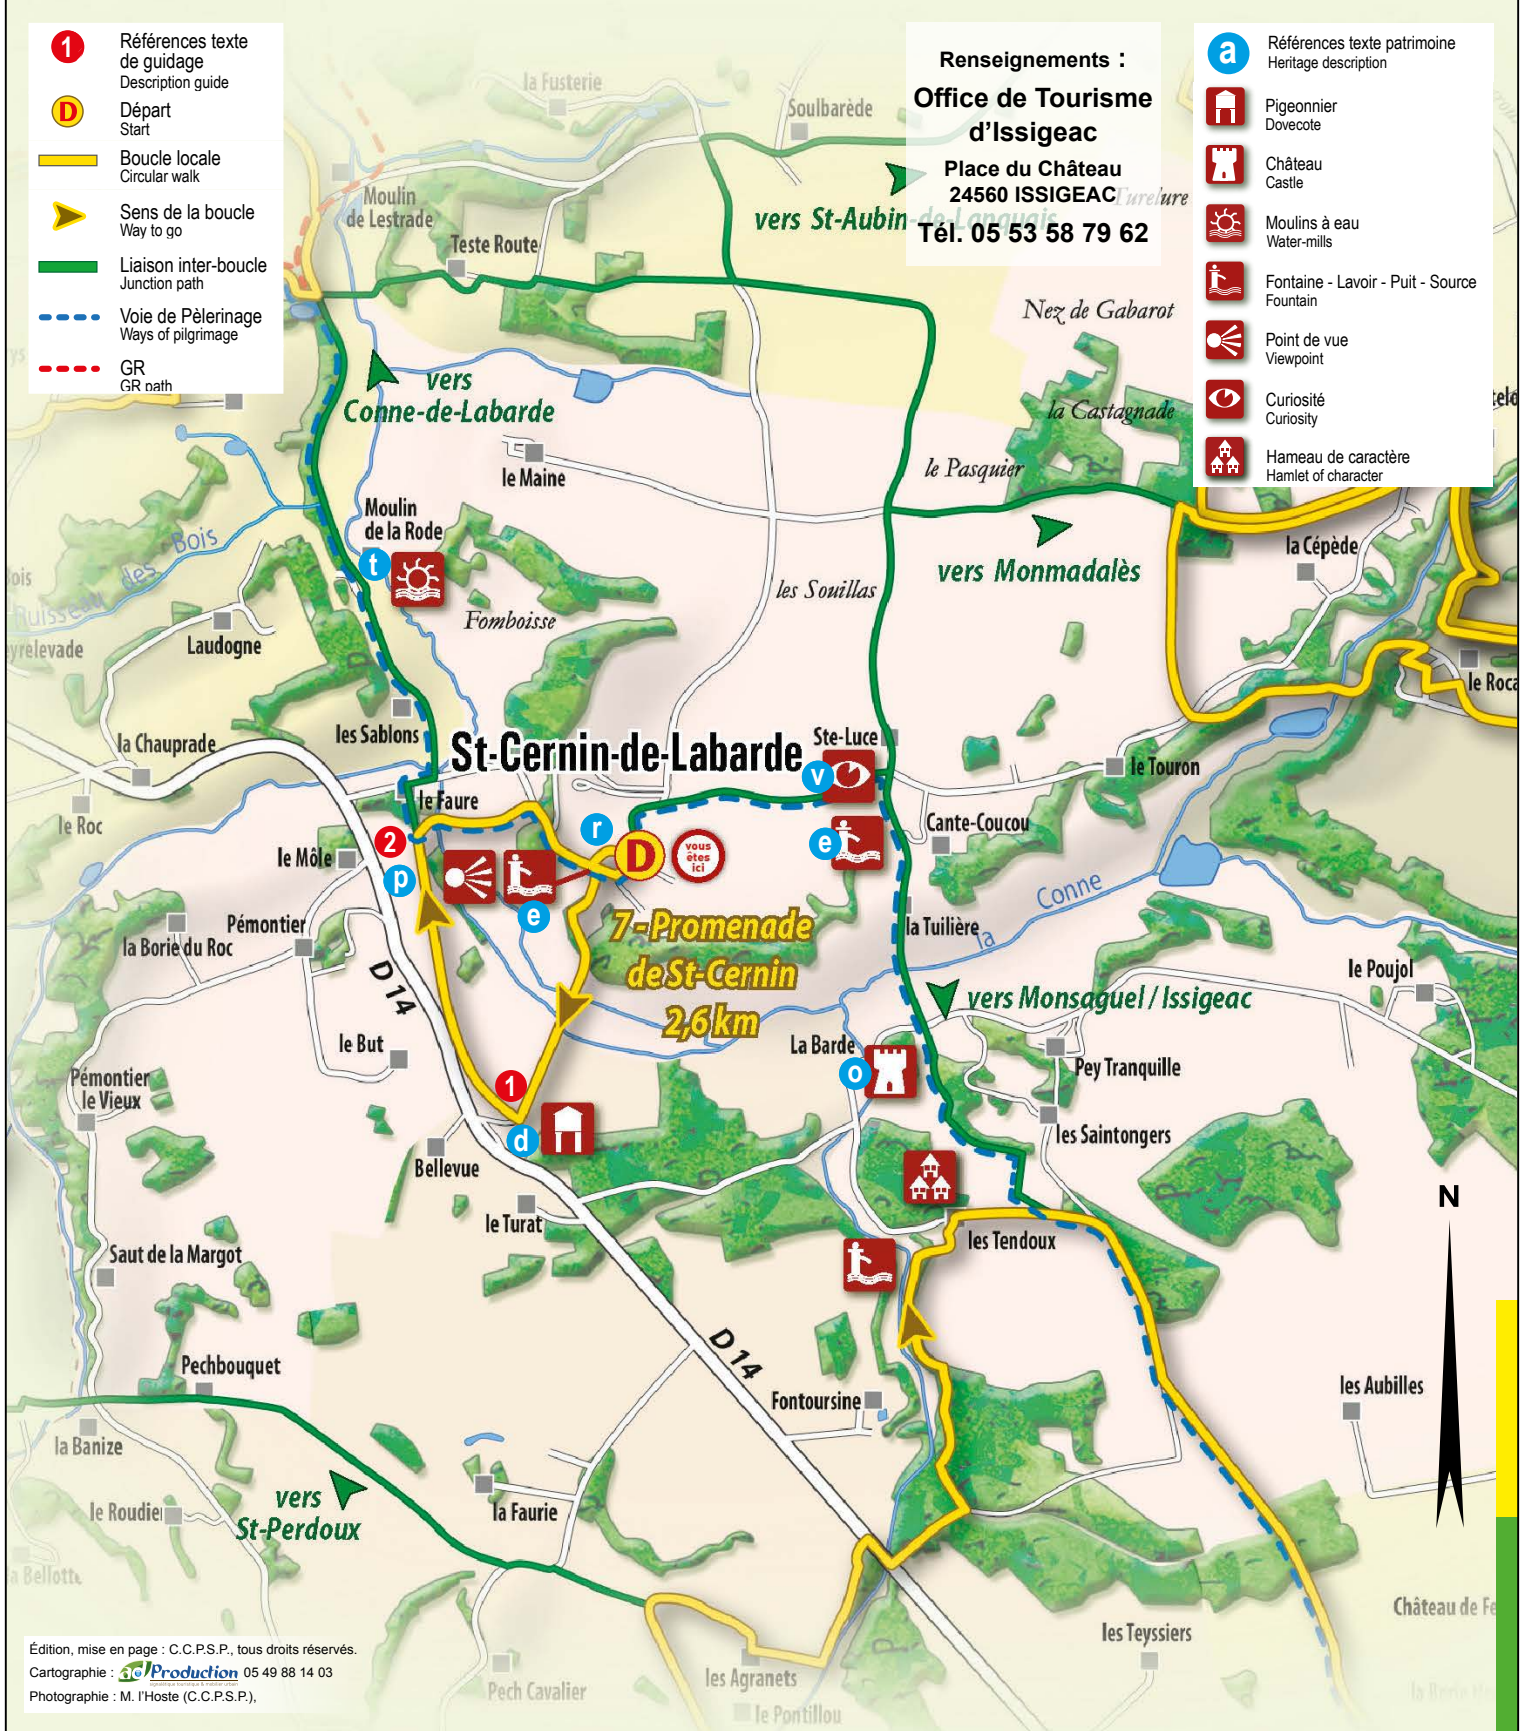 1
Références texte
de guidage
Description guide
D
Départ
Start
Boucle locale
Circular walk
Sens de la boucle
Way to go
Liaison inter-boucle
Junction path
Voie de Pèlerinage
Ways of pilgrimage
GR
GR path
Renseignements :
Office de Tourisme
d'Issigeac
Place du Château
24560 ISSIGEAC
Tél. 05 53 58 79 62
a
Références texte patrimoine
Heritage description
Pigeonnier
Dovecote
Château
Castle
Moulins à eau
Water-mills
Fontaine - Lavoir - Puit - Source
Fountain
Point de vue
Viewpoint
Curiosité
Curiosity
Hameau de caractère
Hamlet of character
la Fusterie
Soulbarède
Moulin
de Lestrade
Teste Route
vers St-Aubin-de-Lanquais
Turelure
Nez de Gabarot
vers
Conne-de-Labarde
la Castagnade
le Pasquier
le Maine
Moulin
de la Rode
t
Bois
des
Ruisseau
Laudogne
Fomboisse
les Souillas
vers Monmadalès
la Cépède
le Roca
les Sablons
la Chauprade
St-Cernin-de-Labarde
Ste-Luce
v
le Touron
le Faure
le Roc
2
le Môle
p
r
D
vous
êtes
ici
e
Cante-Coucou
e
Conne
la
Pémontier
la Borie du Roc
D 14
7 - Promenade
de St-Cernin
2,6 km
la Tuilière
le Poujol
vers Monsaguel / Issigeac
le But
La Barde
o
Pey Tranquille
Pémontier
le Vieux
1
d
Bellevue
les Saintongers
le Turat
N
Saut de la Margot
les Tendoux
D 14
Pechbouquet
Fontoursine
les Aubilles
la Banize
vers
St-Perdoux
le Roudier
la Faurie
a Bellotte
Château de Fe
les Teyssiers
les Agranets
Pech Cavalier
le Pontillou
Édition, mise en page : C.C.P.S.P., tous droits réservés.
Cartographie : Production 05 49 88 14 03
Photographie : M. l'Hoste (C.C.P.S.P.),